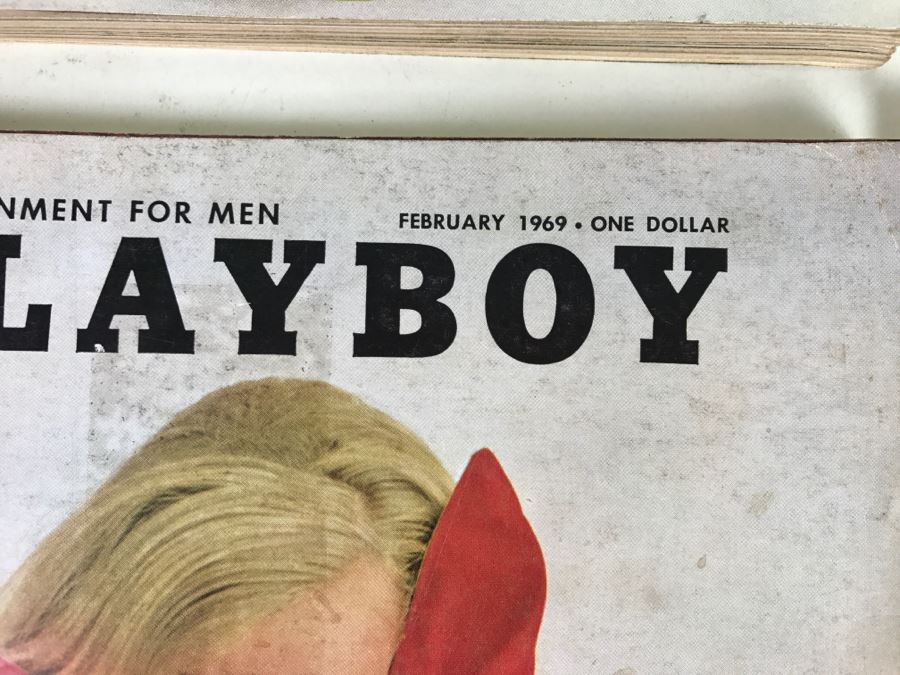 NMENT FOR MEN
FEBRUARY 1969 • ONE DOLLAR
LAYBOY